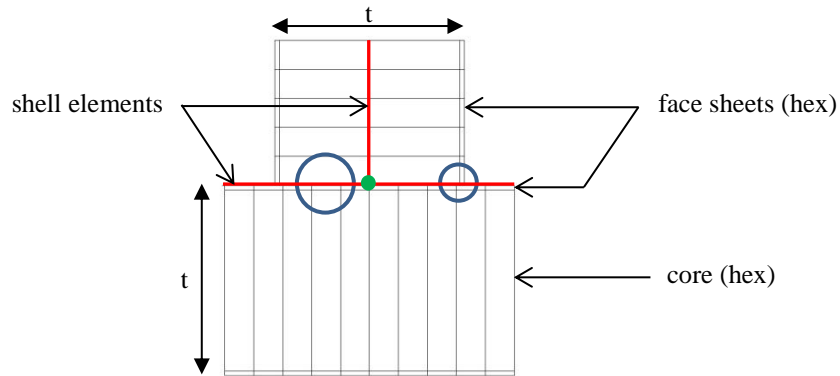 t
shell elements
face sheets (hex)
t
core (hex)